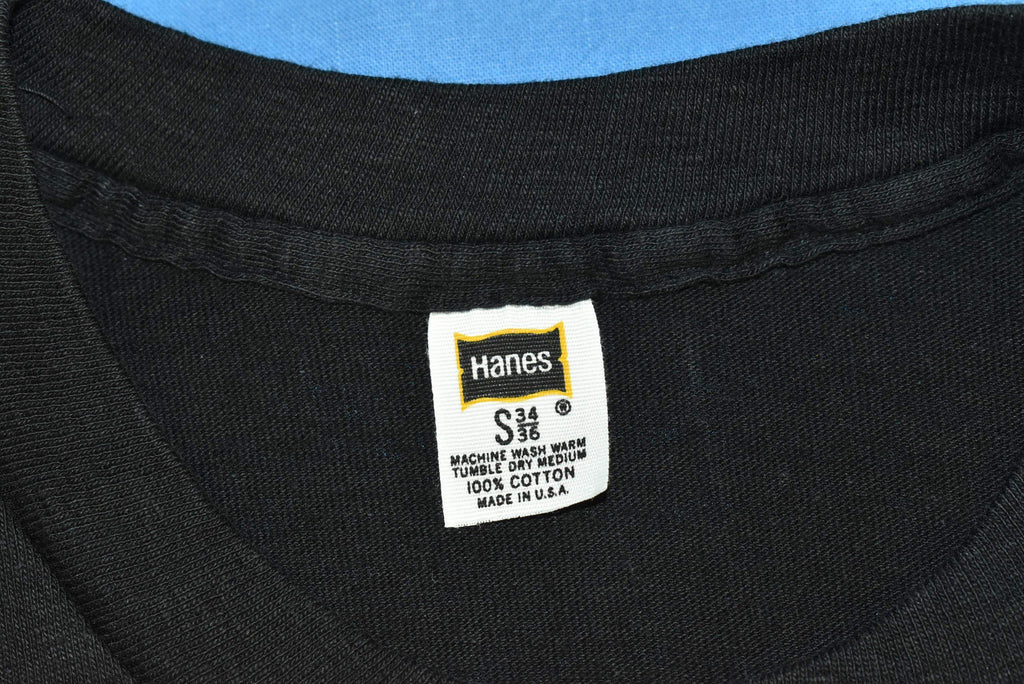 Hanes
®
S 34/36
MACHINE WASH WARM
TUMBLE DRY MEDIUM
100% COTTON
MADE IN U.S.A.